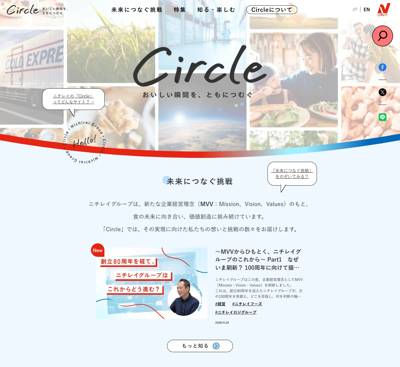 Circle
未来につなぐ挑戦 特集 知る・楽しむ Circleについて
EN
COLD EXPRESS
Circle
おいしい瞬間を、ともにつむぐ
ニチレイの「Circle」
ってどんなサイト？
Hello!
「未来につなぐ挑戦」
をのぞいてみる？
未来につなぐ挑戦
ニチレイグループは、新たな企業経営理念（MVV：Mission、Vision、Values）のもと、
食の未来に向き合い、価値創造に挑み続けています。
「Circle」では、その実現に向けた私たちの想いと挑戦の数々をお届けします。
New
創立80周年を経て、
ニチレイグループは
これからどう進む？
～MVVからひもとく、ニチレイグ
ループのこれから～ Part1 なぜ
いま刷新？ 100周年に向けて描…
#経営 #ニチレイフーズ
#ニチレイロジグループ
もっと知る